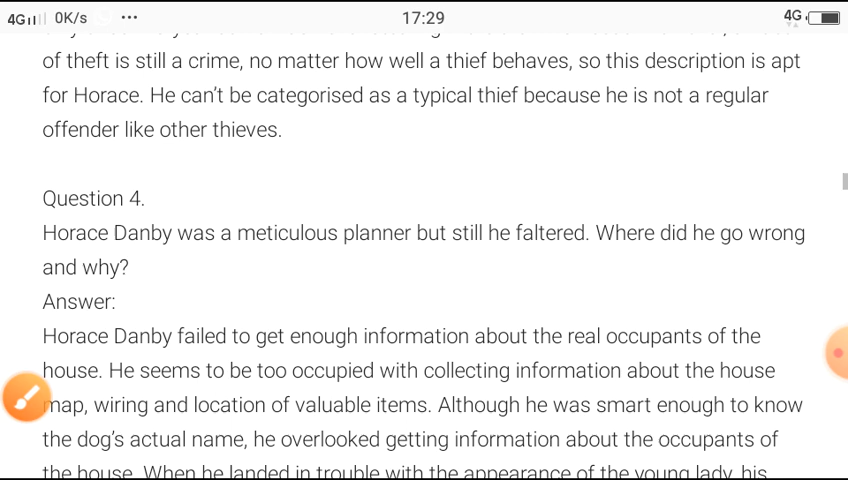 4G 0K/s ... 17:29 4G
of theft is still a crime, no matter how well a thief behaves, so this description is apt
for Horace. He can't be categorised as a typical thief because he is not a regular
offender like other thieves.
Question 4.
Horace Danby was a meticulous planner but still he faltered. Where did he go wrong
and why?
Answer:
Horace Danby failed to get enough information about the real occupants of the
house. He seems to be too occupied with collecting information about the house
map, wiring and location of valuable items. Although he was smart enough to know
the dog's actual name, he overlooked getting information about the occupants of
the house. When he landed in trouble with the appearance of the young lady, his